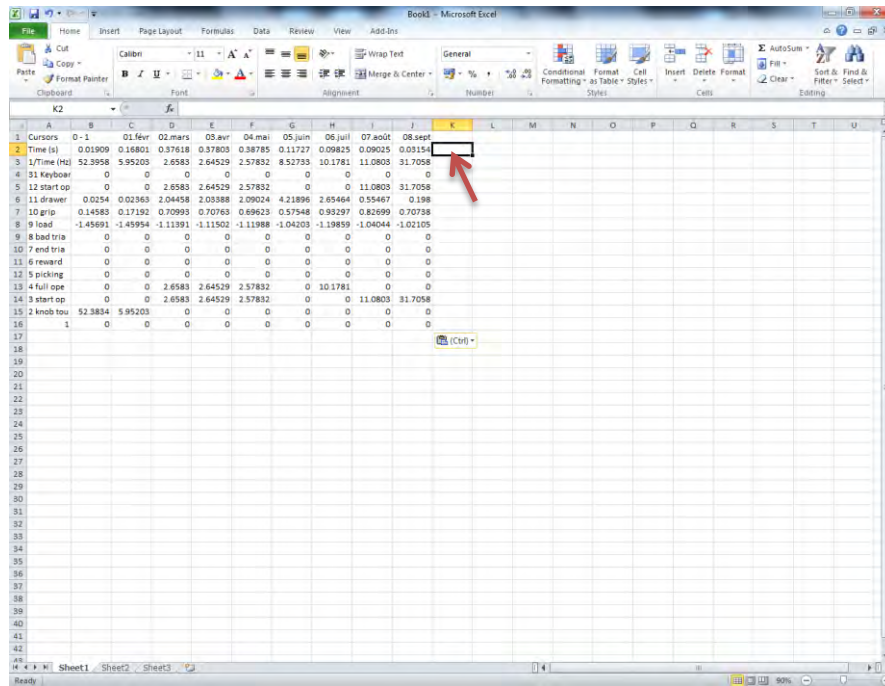 Book1 - Microsoft Excel
File Home Insert Page Layout Formulas Data Review View Add-Ins
Cut
Copy
Format Painter
Paste
Calibri 11 A A
B I U A
Wrap Text
Merge & Center
General
% , .00 .00
Conditional Formatting
Format as Table
Cell Styles
Insert Delete Format
Σ AutoSum
Fill
Clear
Sort & Filter
Find & Select
Clipboard Font Alignment Number Styles Cells Editing
K2 fx
A B C D E F G H I J K L M N O P Q R S T U
1 Cursors 0 - 1 01.févr 02.mars 03.avr 04.mai 05.juin 06.juil 07.août 08.sept
2 Time (s) 0.01909 0.16801 0.37618 0.37803 0.38785 0.11727 0.09825 0.09025 0.03154
3 1/Time (Hz) 52.3958 5.95203 2.6583 2.64529 2.57832 8.52733 10.1781 11.0803 31.7058
4 31 Keyboar 0 0 0 0 0 0 0 0 0
5 12 start op 0 0 2.6583 2.64529 2.57832 0 0 11.0803 31.7058
6 11 drawer 0.0254 0.02363 2.04458 2.03388 2.09024 4.21896 2.65464 0.55467 0.198
7 10 grip 0.14583 0.17192 0.70993 0.70763 0.69623 0.57548 0.93297 0.82699 0.70738
8 9 load -1.45691 -1.45954 -1.11391 -1.11502 -1.11988 -1.04203 -1.19859 -1.04044 -1.02105
9 8 bad tria 0 0 0 0 0 0 0 0 0
10 7 end tria 0 0 0 0 0 0 0 0 0
11 6 reward 0 0 0 0 0 0 0 0 0
12 5 picking 0 0 0 0 0 0 0 0 0
13 4 full ope 0 0 2.6583 2.64529 2.57832 0 10.1781 0 0
14 3 start op 0 0 2.6583 2.64529 2.57832 0 0 11.0803 31.7058
15 2 knob tou 52.3834 5.95203 0 0 0 0 0 0 0
16 1 0 0 0 0 0 0 0 0 0
17
(Ctrl)
18
19
20
21
22
23
24
25
26
27
28
29
30
31
32
33
34
35
36
37
38
39
40
41
42
43
Sheet1 Sheet2 Sheet3
Ready 90%